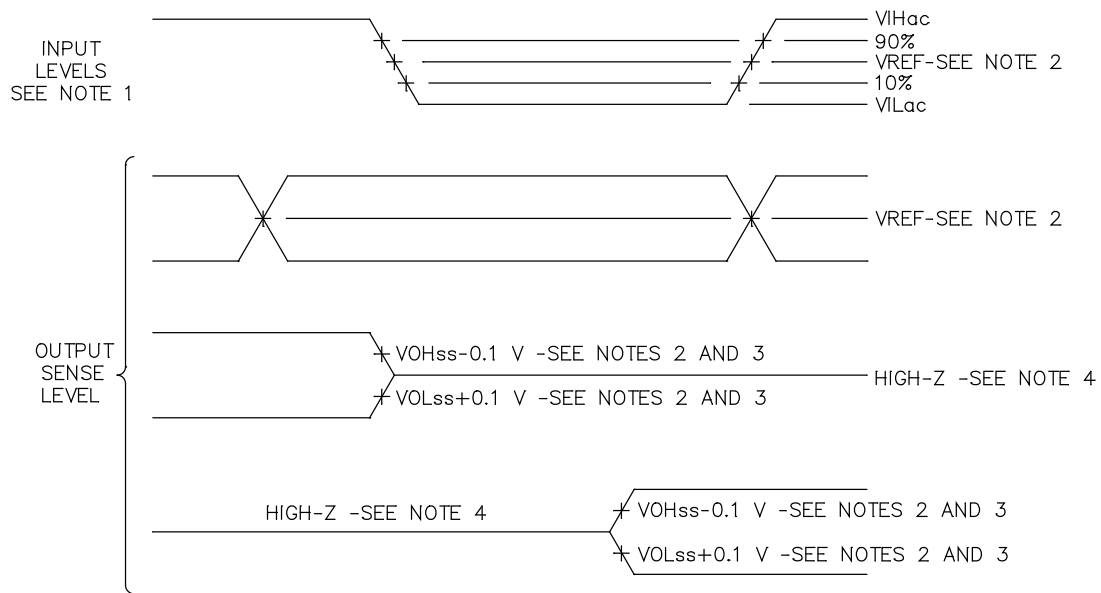 INPUT
LEVELS
SEE NOTE 1
VIHac
90%
VREF-SEE NOTE 2
10%
VILac
VREF-SEE NOTE 2
OUTPUT
SENSE
LEVEL
VOHss-0.1 V -SEE NOTES 2 AND 3
HIGH-Z -SEE NOTE 4
VOLss+0.1 V -SEE NOTES 2 AND 3
HIGH-Z -SEE NOTE 4
VOHss-0.1 V -SEE NOTES 2 AND 3
VOLss+0.1 V -SEE NOTES 2 AND 3